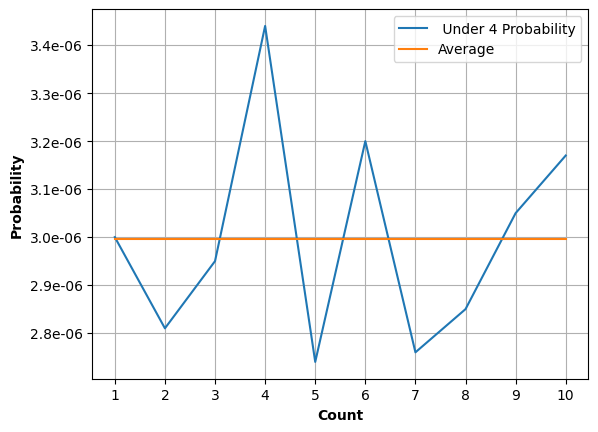 Under 4 Probability
Average
3.4e-06
3.3e-06
3.2e-06
3.1e-06
3.0e-06
2.9e-06
2.8e-06
Probability
1 2 3 4 5 6 7 8 9 10
Count